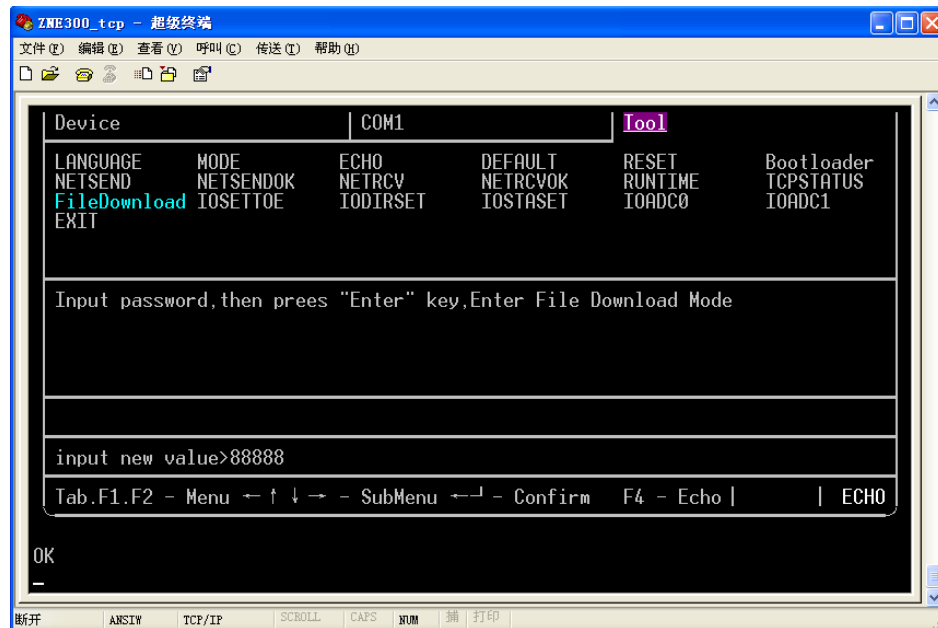 ZNE300_tcp - 超级终端
文件(F) 编辑(E) 查看(V) 呼叫(C) 传送(T) 帮助(H)
Device COM1 Tool
LANGUAGE MODE ECHO DEFAULT RESET Bootloader
NETSEND NETSENDOK NETRCV NETRCVOK RUNTIME TCPSTATUS
FileDownload IOSETTOE IODIRSET IOSTASET IOADC0 IOADC1
EXIT
Input password,then prees "Enter" key,Enter File Download Mode
input new value>88888
Tab.F1.F2 - Menu ←↑↓→ - SubMenu ←┘ - Confirm F4 - Echo | | ECHO
OK
断开 ANSIW TCP/IP SCROLL CAPS NUM 捕 打印